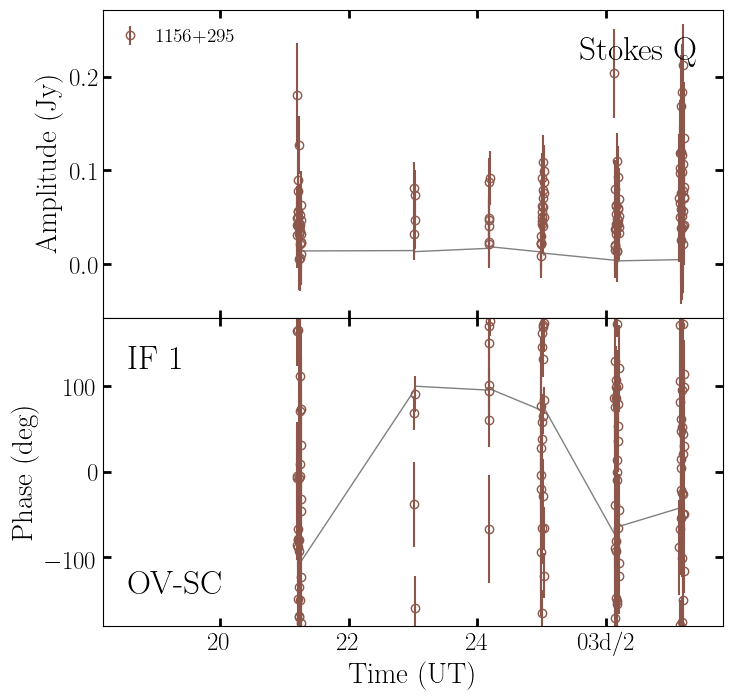 1156+295
Stokes Q
Amplitude (Jy)
0.2
0.1
0.0
IF 1
Phase (deg)
100
0
−100
OV-SC
20
22
24
03d/2
Time (UT)